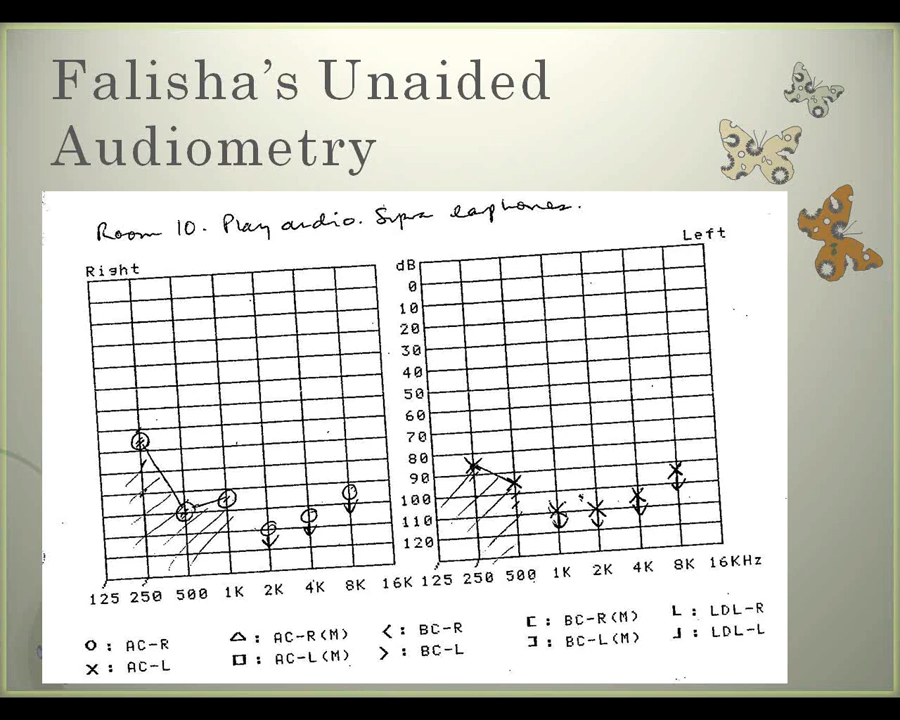 Falisha's Unaided
Audiometry
Room 10. Play audio. Supra earphones.
Right
Left
dB
0
10
20
30
40
50
60
70
80
90
100
110
120
125 250 500 1K 2K 4K 8K 16K
125 250 500 1K 2K 4K 8K 16KHz
O : AC-R
X : AC-L
△ : AC-R(M)
□ : AC-L(M)
< : BC-R
> : BC-L
⊏ : BC-R(M)
⊐ : BC-L(M)
L : LDL-R
⅃ : LDL-L